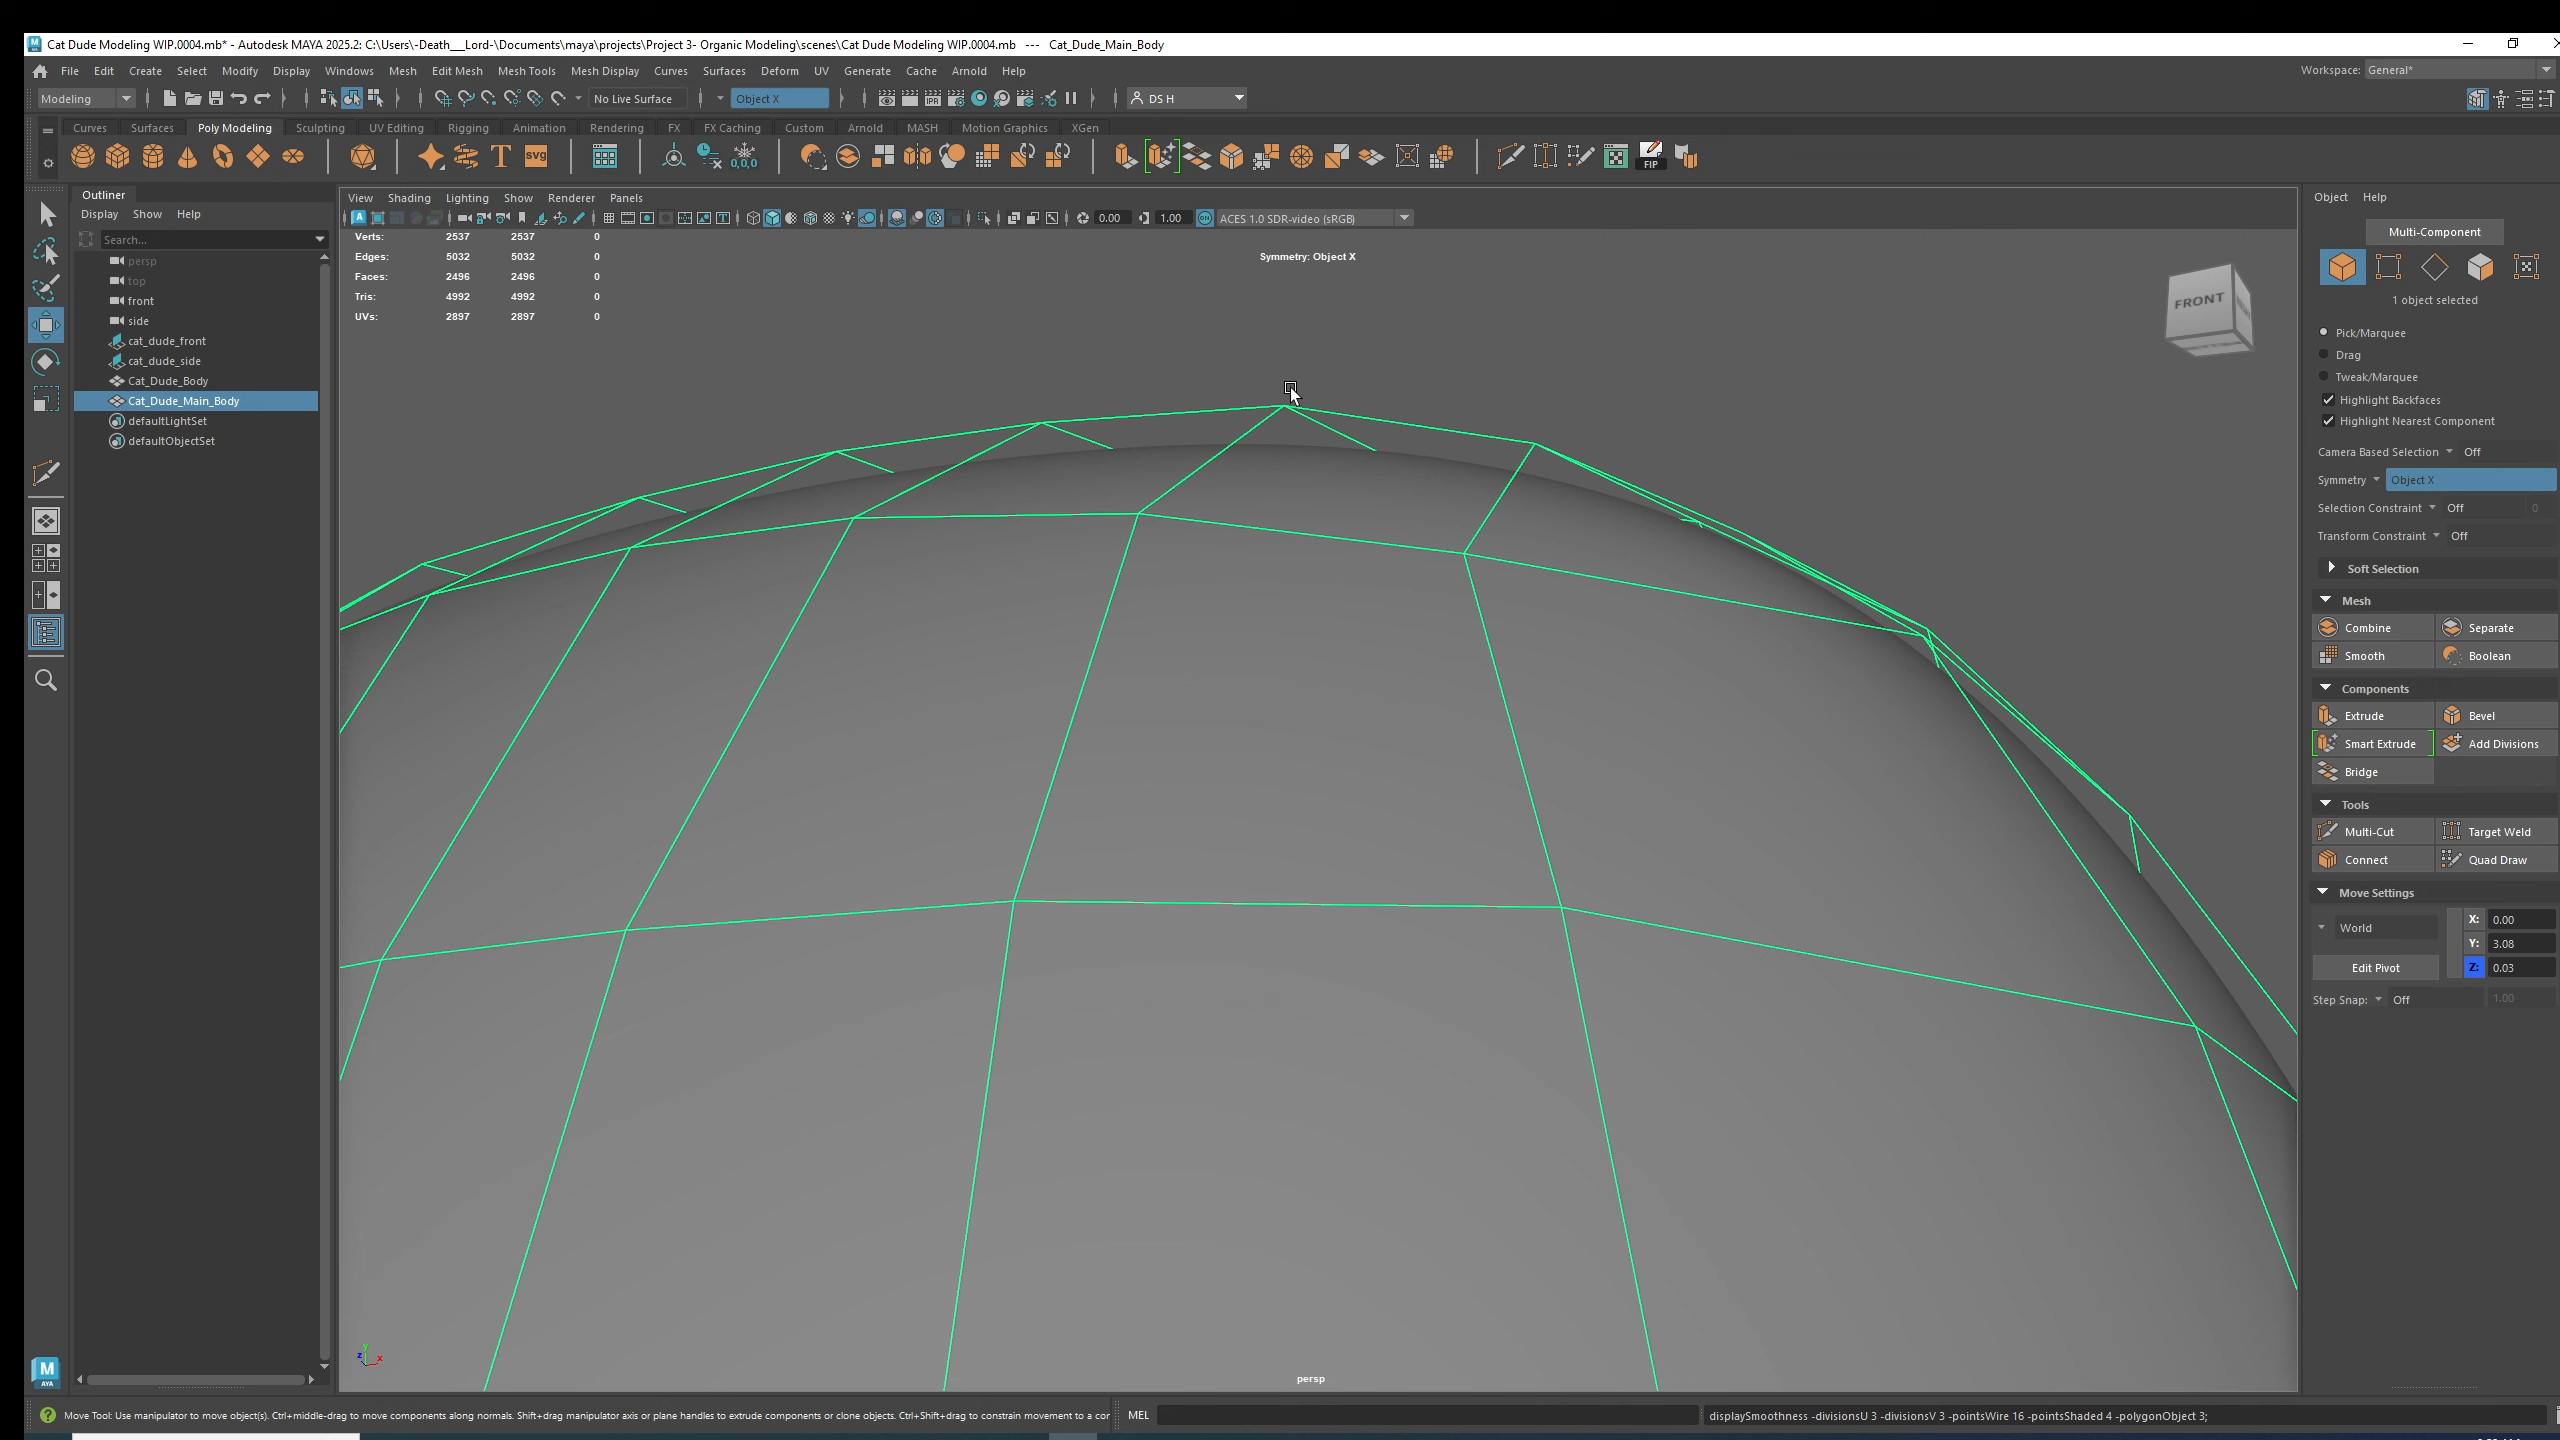 Cat Dude Modeling WIP.0004.mb* - Autodesk MAYA 2025.2: C:\Users\-Death__Lord-\Documents\maya\projects\Project 3- Organic Modeling\scenes\Cat Dude Modeling WIP.0004.mb --- Cat_Dude_Main_Body
File Edit Create Select Modify Display Windows Mesh Edit Mesh Mesh Tools Mesh Display Curves Surfaces Deform UV Generate Cache Arnold Help Workspace: General*
Modeling No Live Surface Object X IPR DS H
Curves Surfaces Poly Modeling Sculpting UV Editing Rigging Animation Rendering FX FX Caching Custom Arnold MASH Motion Graphics XGen
T svg 0,0,0 FIP
Outliner
Display Show Help
Search...
persp
top
front
side
cat_dude_front
cat_dude_side
Cat_Dude_Body
Cat_Dude_Main_Body
defaultLightSet
defaultObjectSet
View Shading Lighting Show Renderer Panels
A T 0.00 1.00 ON ACES 1.0 SDR-video (sRGB)
Verts: 2537 2537 0
Edges: 5032 5032 0
Faces: 2496 2496 0
Tris: 4992 4992 0
UVs: 2897 2897 0
Symmetry: Object X
FRONT
persp
y
z x
Object Help
Multi-Component
1 object selected
Pick/Marquee
Drag
Tweak/Marquee
Highlight Backfaces
Highlight Nearest Component
Camera Based Selection Off
Symmetry Object X
Selection Constraint Off 0
Transform Constraint Off
Soft Selection
Mesh
Combine Separate
Smooth Boolean
Components
Extrude Bevel
Smart Extrude Add Divisions
Bridge
Tools
Multi-Cut Target Weld
Connect Quad Draw
Move Settings
X: 0.00
World
Y: 3.08
Edit Pivot Z: 0.03
Step Snap: Off 1.00
M
AYA
Move Tool: Use manipulator to move object(s). Ctrl+middle-drag to move components along normals. Shift+drag manipulator axis or plane handles to extrude components or clone objects. Ctrl+Shift+drag to constrain movement to a cor
MEL displaySmoothness -divisionsU 3 -divisionsV 3 -pointsWire 16 -pointsShaded 4 -polygonObject 3;